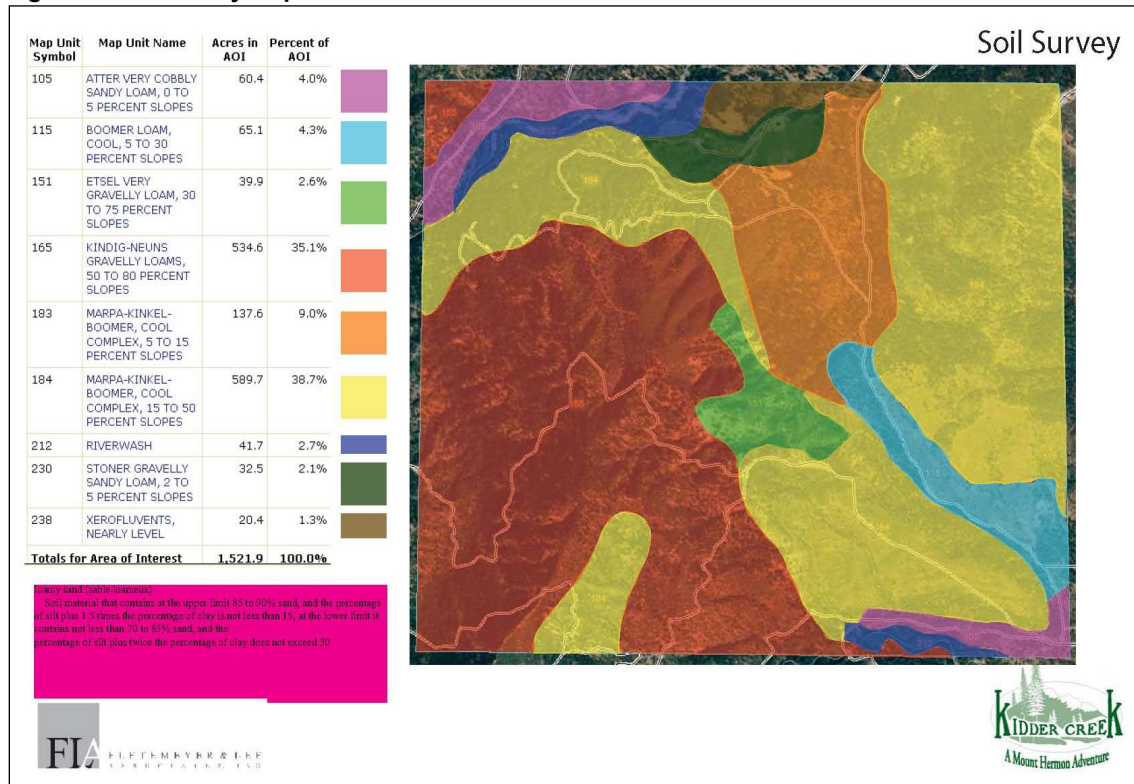 Soil Survey
Map Unit Symbol Map Unit Name Acres in AOI Percent of AOI
105 ATTER VERY COBBLY SANDY LOAM, 0 TO 5 PERCENT SLOPES 60.4 4.0%
115 BOOMER LOAM, COOL, 5 TO 30 PERCENT SLOPES 65.1 4.3%
151 ETSEL VERY GRAVELLY LOAM, 30 TO 75 PERCENT SLOPES 39.9 2.6%
165 KINDIG-NEUNS GRAVELLY LOAMS, 50 TO 80 PERCENT SLOPES 534.6 35.1%
183 MARPA-KINKEL-BOOMER, COOL COMPLEX, 5 TO 15 PERCENT SLOPES 137.6 9.0%
184 MARPA-KINKEL-BOOMER, COOL COMPLEX, 15 TO 50 PERCENT SLOPES 589.7 38.7%
212 RIVERWASH 41.7 2.7%
230 STONER GRAVELLY SANDY LOAM, 2 TO 5 PERCENT SLOPES 32.5 2.1%
238 XEROFLUVENTS, NEARLY LEVEL 20.4 1.3%
Totals for Area of Interest 1,521.9 100.0%
loamy sand (sable loameux)
Soil material that contains at the upper limit 85 to 90% sand, and the percentage
of silt plus 1.5 times the percentage of clay is not less than 15, at the lower limit it
contains not less than 70 to 85% sand, and the
percentage of silt plus twice the percentage of clay does not exceed 30
165
184
165
115
184
184
FLA
KIDDER CREEK
A Mount Hermon Adventure